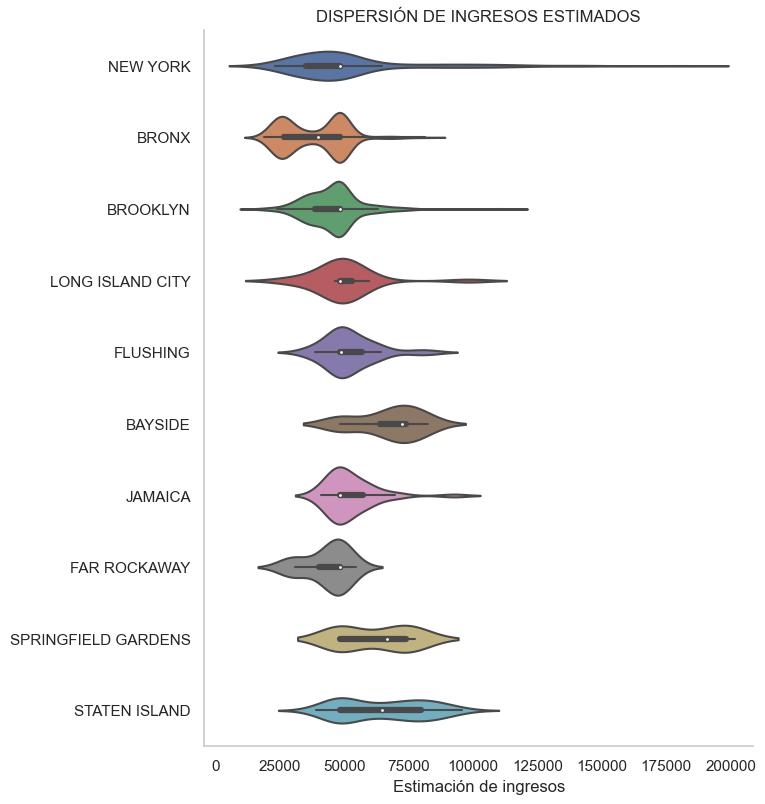 DISPERSIÓN DE INGRESOS ESTIMADOS
NEW YORK
BRONX
BROOKLYN
LONG ISLAND CITY
FLUSHING
BAYSIDE
JAMAICA
FAR ROCKAWAY
SPRINGFIELD GARDENS
STATEN ISLAND
0 25000 50000 75000 100000 125000 150000 175000 200000
Estimación de ingresos